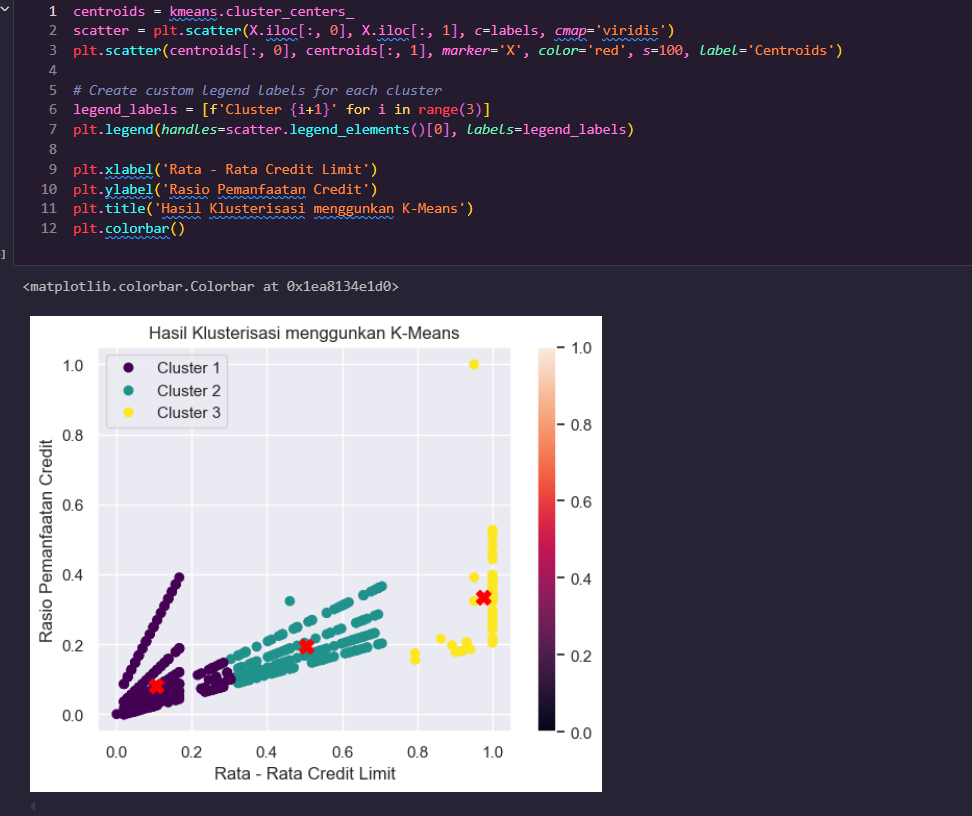 1 centroids = kmeans.cluster_centers_
2 scatter = plt.scatter(X.iloc[:, 0], X.iloc[:, 1], c=labels, cmap='viridis')
3 plt.scatter(centroids[:, 0], centroids[:, 1], marker='X', color='red', s=100, label='Centroids')
4
5 # Create custom legend labels for each cluster
6 legend_labels = [f'Cluster {i+1}' for i in range(3)]
7 plt.legend(handles=scatter.legend_elements()[0], labels=legend_labels)
8
9 plt.xlabel('Rata - Rata Credit Limit')
10 plt.ylabel('Rasio Pemanfaatan Credit')
11 plt.title('Hasil Klusterisasi menggunkan K-Means')
12 plt.colorbar()
]
<matplotlib.colorbar.Colorbar at 0x1ea8134e1d0>
Hasil Klusterisasi menggunkan K-Means
Cluster 1
Cluster 2
Cluster 3
Rasio Pemanfaatan Credit
1.0
0.8
0.6
0.4
0.2
0.0
0.0 0.2 0.4 0.6 0.8 1.0
Rata - Rata Credit Limit
1.0
0.8
0.6
0.4
0.2
0.0